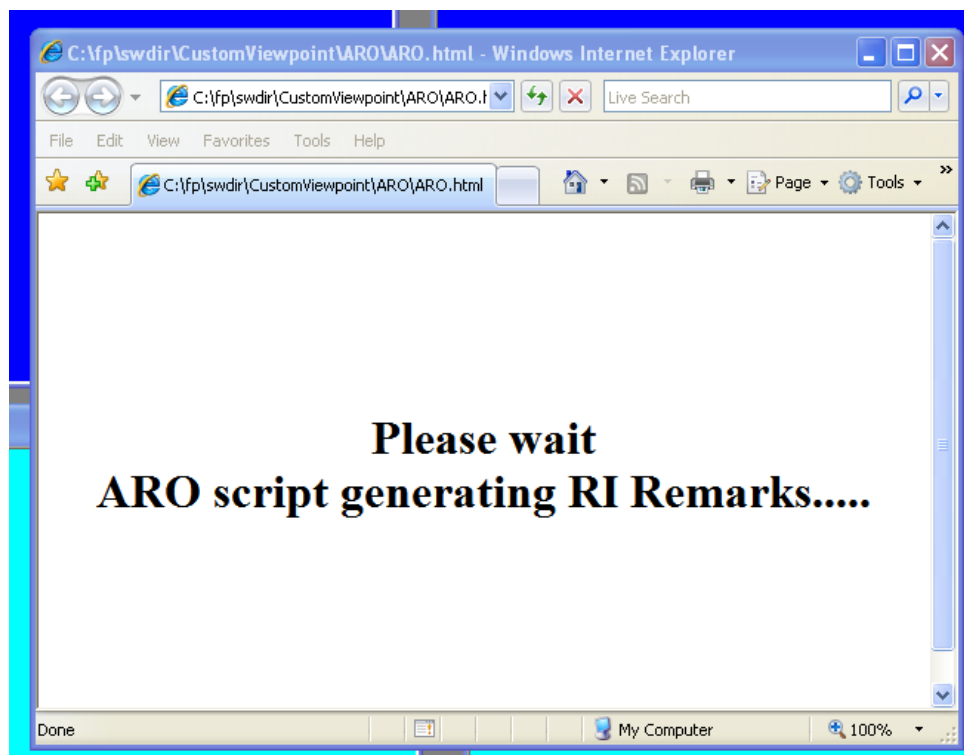 C:\fp\swdir\CustomViewpoint\ARO\ARO.html - Windows Internet Explorer
C:\fp\swdir\CustomViewpoint\ARO\ARO.h
Live Search
File Edit View Favorites Tools Help
C:\fp\swdir\CustomViewpoint\ARO\ARO.html
Page Tools
Please wait
ARO script generating RI Remarks.....
Done
My Computer
100%